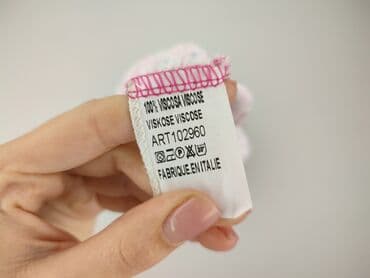 100% VISCOSA VISCOSE
VISKOSE VISCOSE
ART102960
FABRIQUE.EN ITALIE